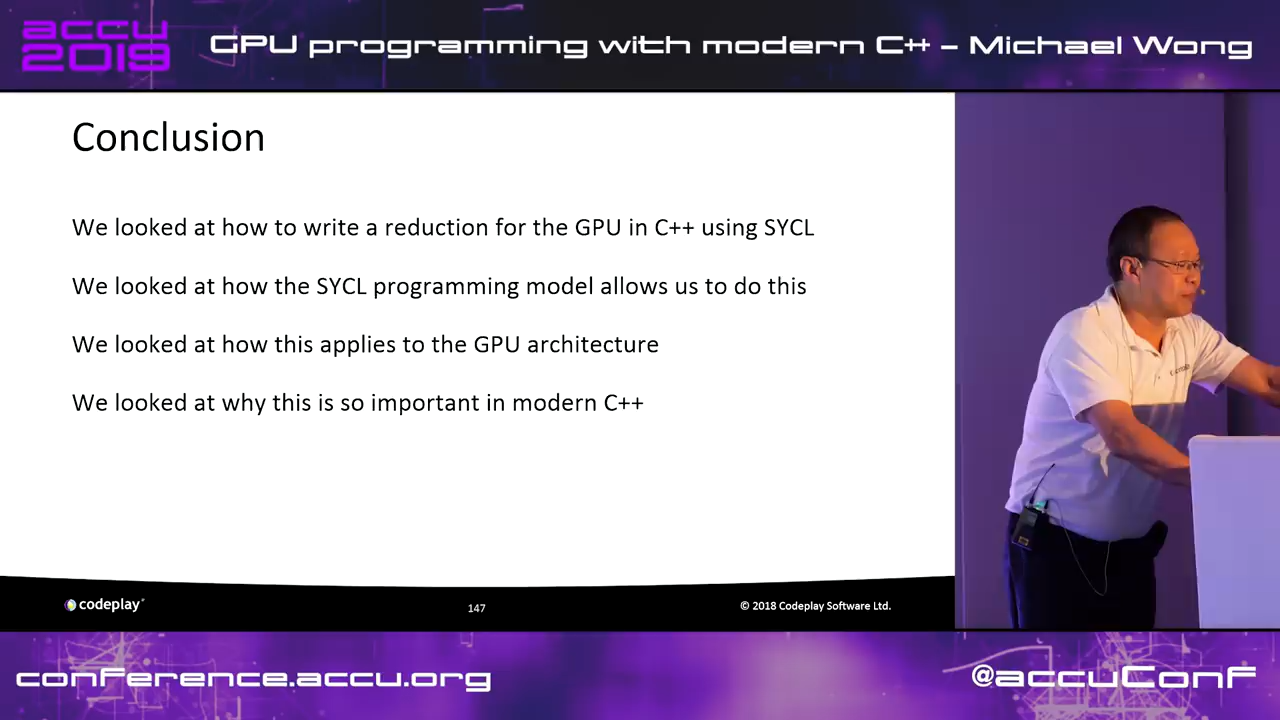 accu
2019
GPU programming with modern C++ – Michael Wong
Conclusion
We looked at how to write a reduction for the GPU in C++ using SYCL
We looked at how the SYCL programming model allows us to do this
We looked at how this applies to the GPU architecture
We looked at why this is so important in modern C++
codeplay
147
© 2018 Codeplay Software Ltd.
conference.accu.org
@accuConf